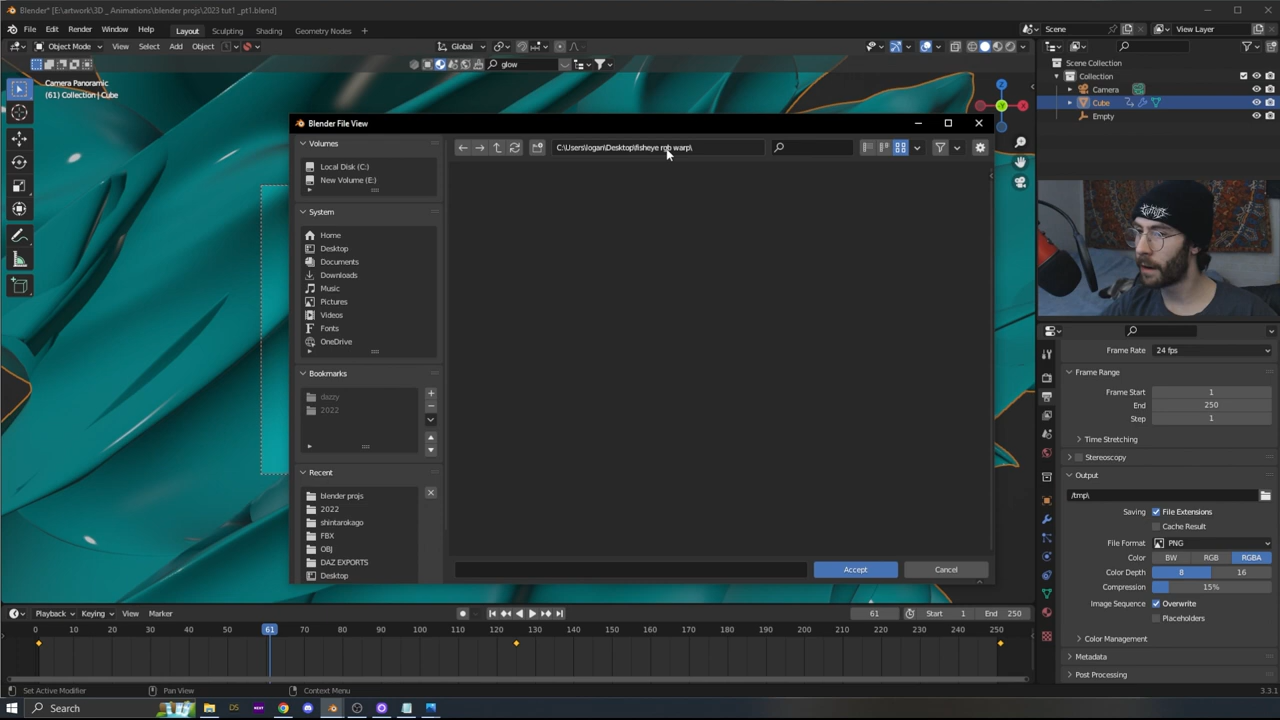 Blender* [E:\artwork\3D _ Animations\blender projs\2023 tut1 _pt1.blend]
File Edit Render Window Help Layout Sculpting Shading Geometry Nodes + Scene View Layer
Object Mode View Select Add Object Global
glow
Camera Panoramic
(61) Collection | Cube
Z
Y
Scene Collection
Collection
Camera
Cube
Empty
Blender File View
Volumes
Local Disk (C:)
New Volume (E:)
C:\Users\logan\Desktop\fisheye rob warp\
System
Home
Desktop
Documents
Downloads
Music
Pictures
Videos
Fonts
OneDrive
Bookmarks
dazzy
2022
Recent
blender projs
2022
shintarokago
FBX
OBJ
DAZ EXPORTS
Desktop
Accept Cancel
Frame Rate 24 fps
Frame Range
Frame Start 1
End 250
Step 1
Time Stretching
Stereoscopy
Output
/tmp\
Saving File Extensions
Cache Result
File Format PNG
Color BW RGB RGBA
Color Depth 8 16
Compression 15%
Image Sequence Overwrite
Placeholders
Color Management
Metadata
Post Processing
Playback Keying View Marker 61 Start 1 End 250
0 10 20 30 40 50 61 70 80 90 100 110 120 130 140 150 160 170 180 190 200 210 220 230 240 250
Set Active Modifier Pan View Context Menu 3.3.1
Search DS